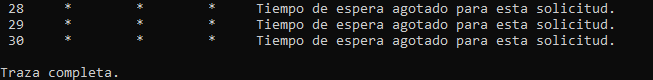 28 * * * Tiempo de espera agotado para esta solicitud.
29 * * * Tiempo de espera agotado para esta solicitud.
30 * * * Tiempo de espera agotado para esta solicitud.
Traza completa.